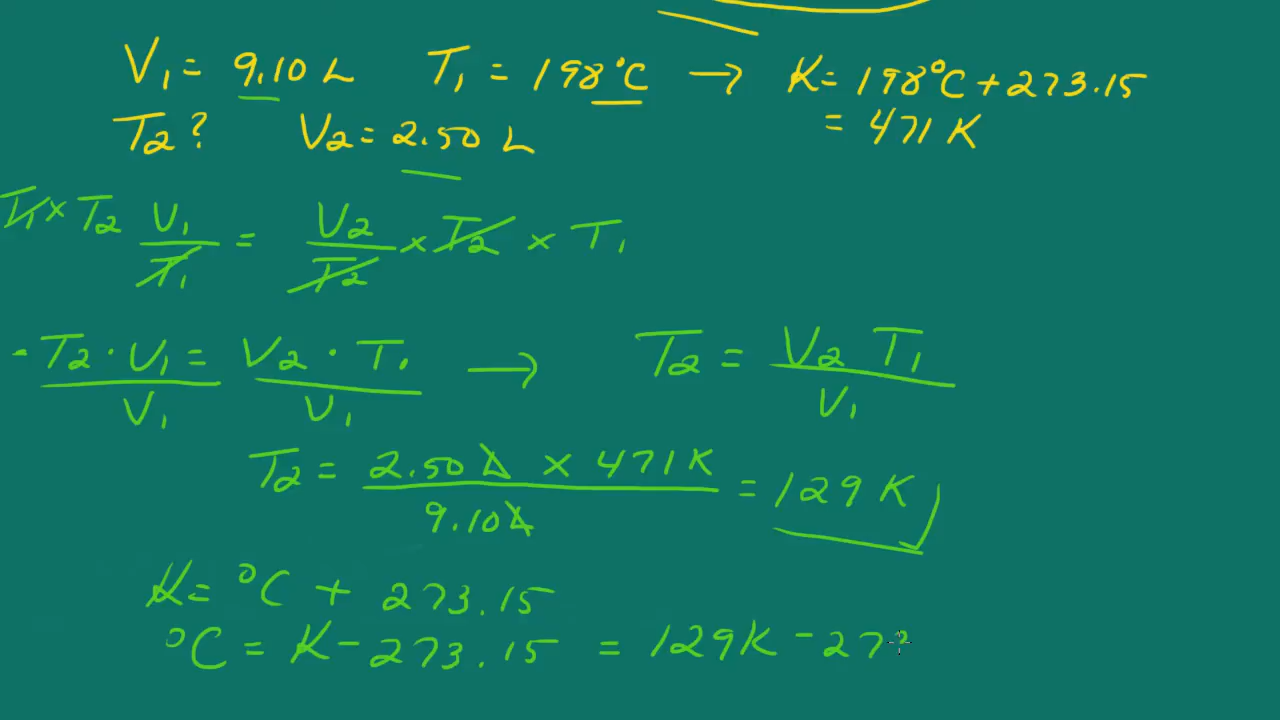 V1 = 9.10 L T1 = 198°C → K = 198°C + 273.15
T2? V2 = 2.50 L = 471 K
T1 x T2 V1/T1 = V2/T2 x T2 x T1
T2 · V1/V1 = V2 · T1/V1 → T2 = V2 T1/V1
T2 = 2.50 L x 471 K/9.10 L = 129 K
K = °C + 273.15
°C = K - 273.15 = 129K - 273